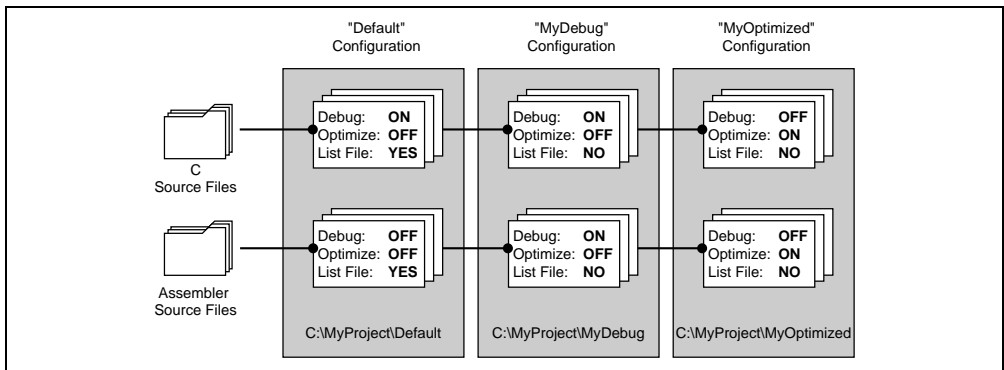 "Default"
Configuration
"MyDebug"
Configuration
"MyOptimized"
Configuration
C
Source Files
Debug: ON
Optimize: OFF
List File: YES
Debug: ON
Optimize: OFF
List File: NO
Debug: OFF
Optimize: ON
List File: NO
Assembler
Source Files
Debug: OFF
Optimize: OFF
List File: YES
Debug: ON
Optimize: OFF
List File: NO
Debug: OFF
Optimize: ON
List File: NO
C:\MyProject\Default
C:\MyProject\MyDebug
C:\MyProject\MyOptimized